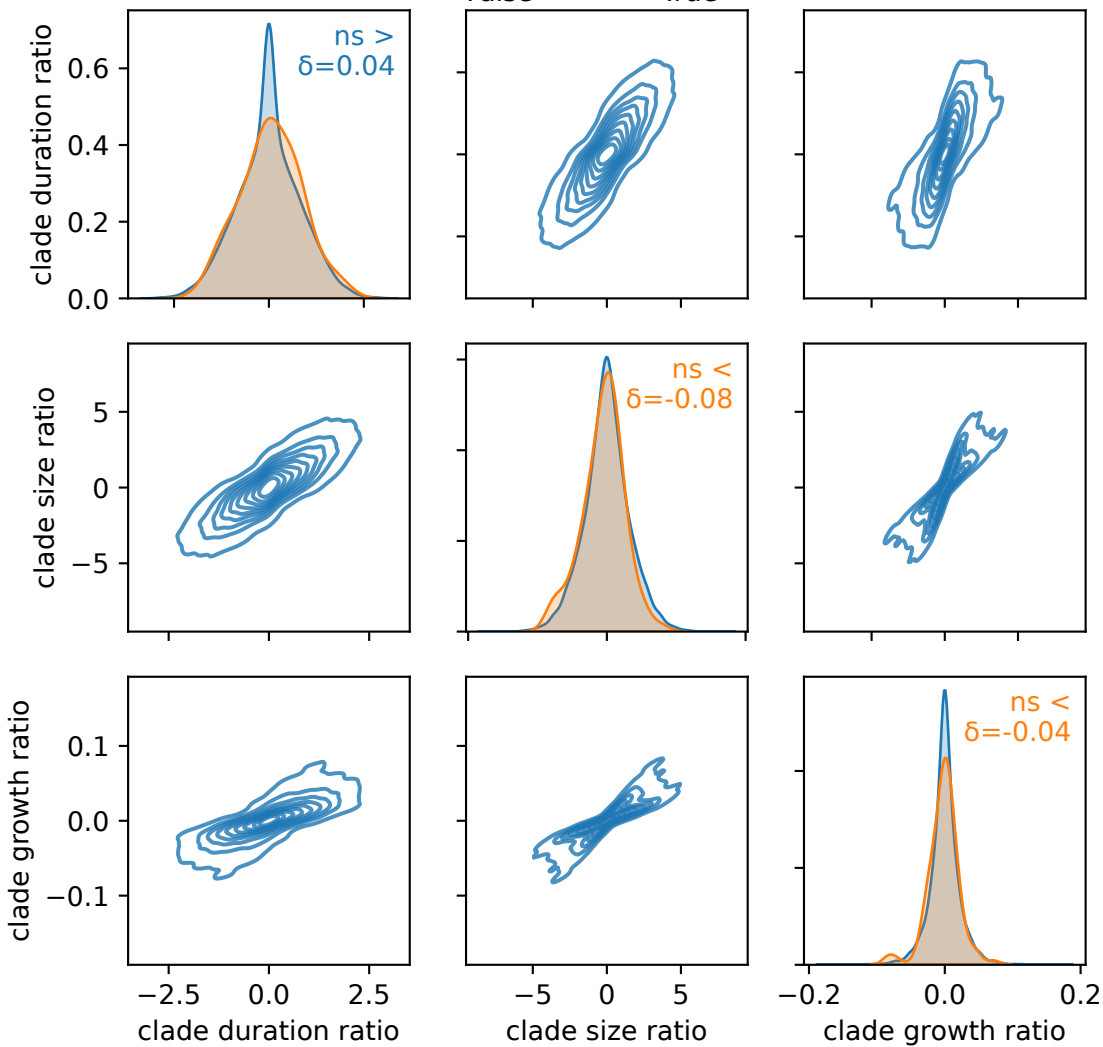 clade duration ratio
0.6
0.4
0.2
0.0
ns >
δ=0.04
clade size ratio
5
0
−5
ns <
δ=-0.08
clade growth ratio
0.1
0.0
−0.1
ns <
δ=-0.04
−2.5 0.0 2.5
−5 0 5
−0.2 0.0 0.2
clade duration ratio
clade size ratio
clade growth ratio